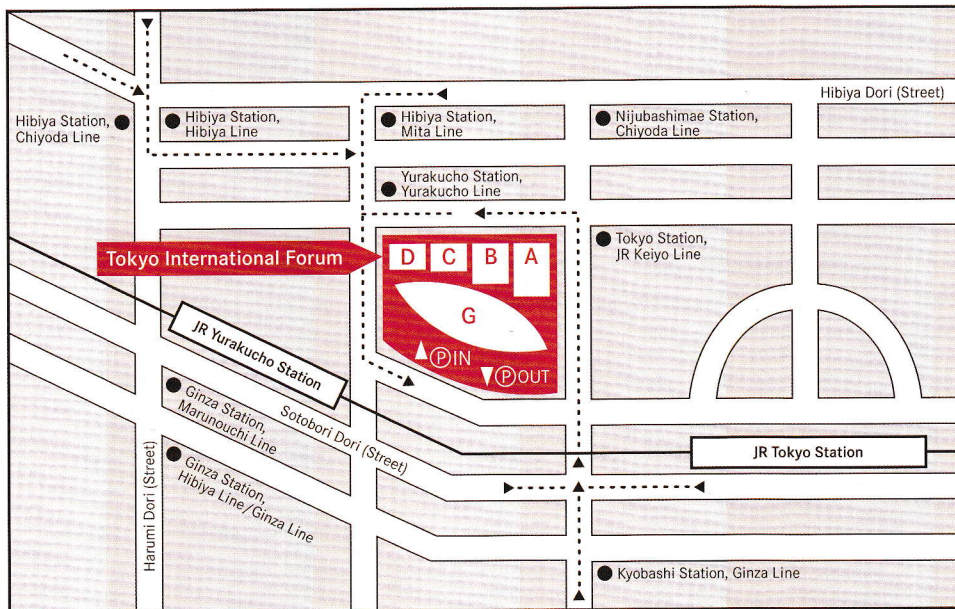 Hibiya Dori (Street)
Hibiya Station,
Chiyoda Line
Hibiya Station,
Hibiya Line
Hibiya Station,
Mita Line
Nijubashimae Station,
Chiyoda Line
Yurakucho Station,
Yurakucho Line
Tokyo International Forum
D
C
B
A
G
Tokyo Station,
JR Keiyo Line
P IN
P OUT
JR Yurakucho Station
Ginza Station,
Marunouchi Line
Sotobori Dori (Street)
JR Tokyo Station
Ginza Station,
Hibiya Line/Ginza Line
Harumi Dori (Street)
Kyobashi Station, Ginza Line